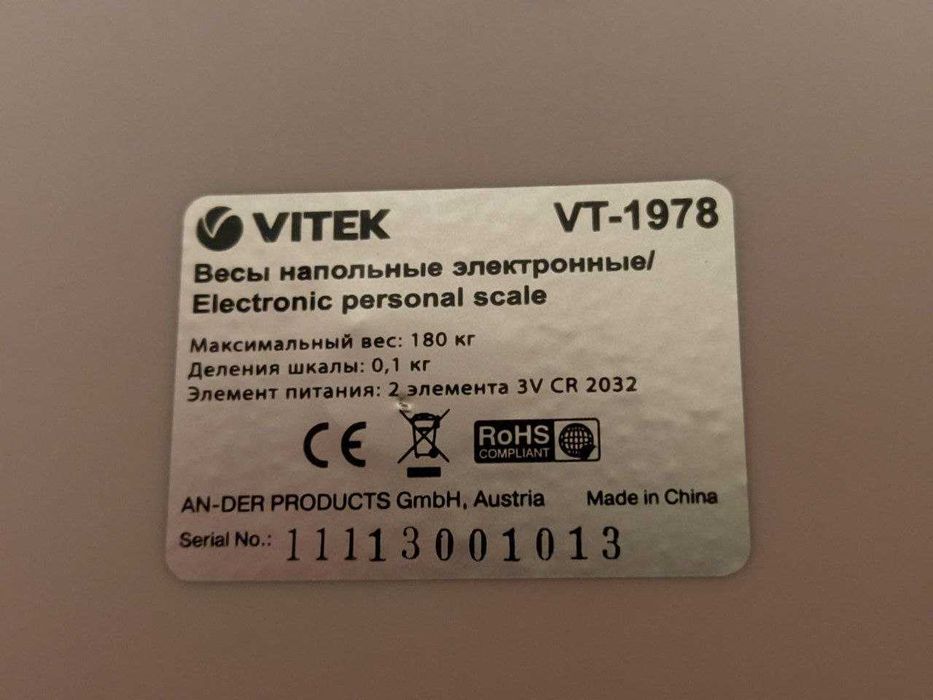 VITEK VT-1978
Весы напольные электронные/
Electronic personal scale
Максимальный вес: 180 кг
Деления шкалы: 0,1 кг
Элемент питания: 2 элемента 3V CR 2032
CE RoHS
COMPLIANT
AN-DER PRODUCTS GmbH, Austria Made in China
Serial No.: 11113001013